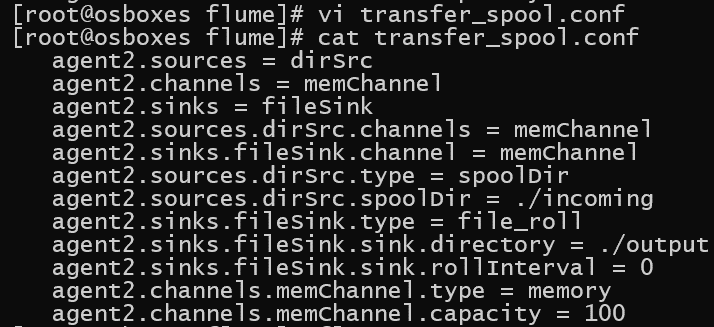 [root@osboxes flume]# vi transfer_spool.conf
[root@osboxes flume]# cat transfer_spool.conf
agent2.sources = dirSrc
agent2.channels = memChannel
agent2.sinks = fileSink
agent2.sources.dirSrc.channels = memChannel
agent2.sinks.fileSink.channel = memChannel
agent2.sources.dirSrc.type = spoolDir
agent2.sources.dirSrc.spoolDir = ./incoming
agent2.sinks.fileSink.type = file_roll
agent2.sinks.fileSink.sink.directory = ./output
agent2.sinks.fileSink.sink.rollInterval = 0
agent2.channels.memChannel.type = memory
agent2.channels.memChannel.capacity = 100